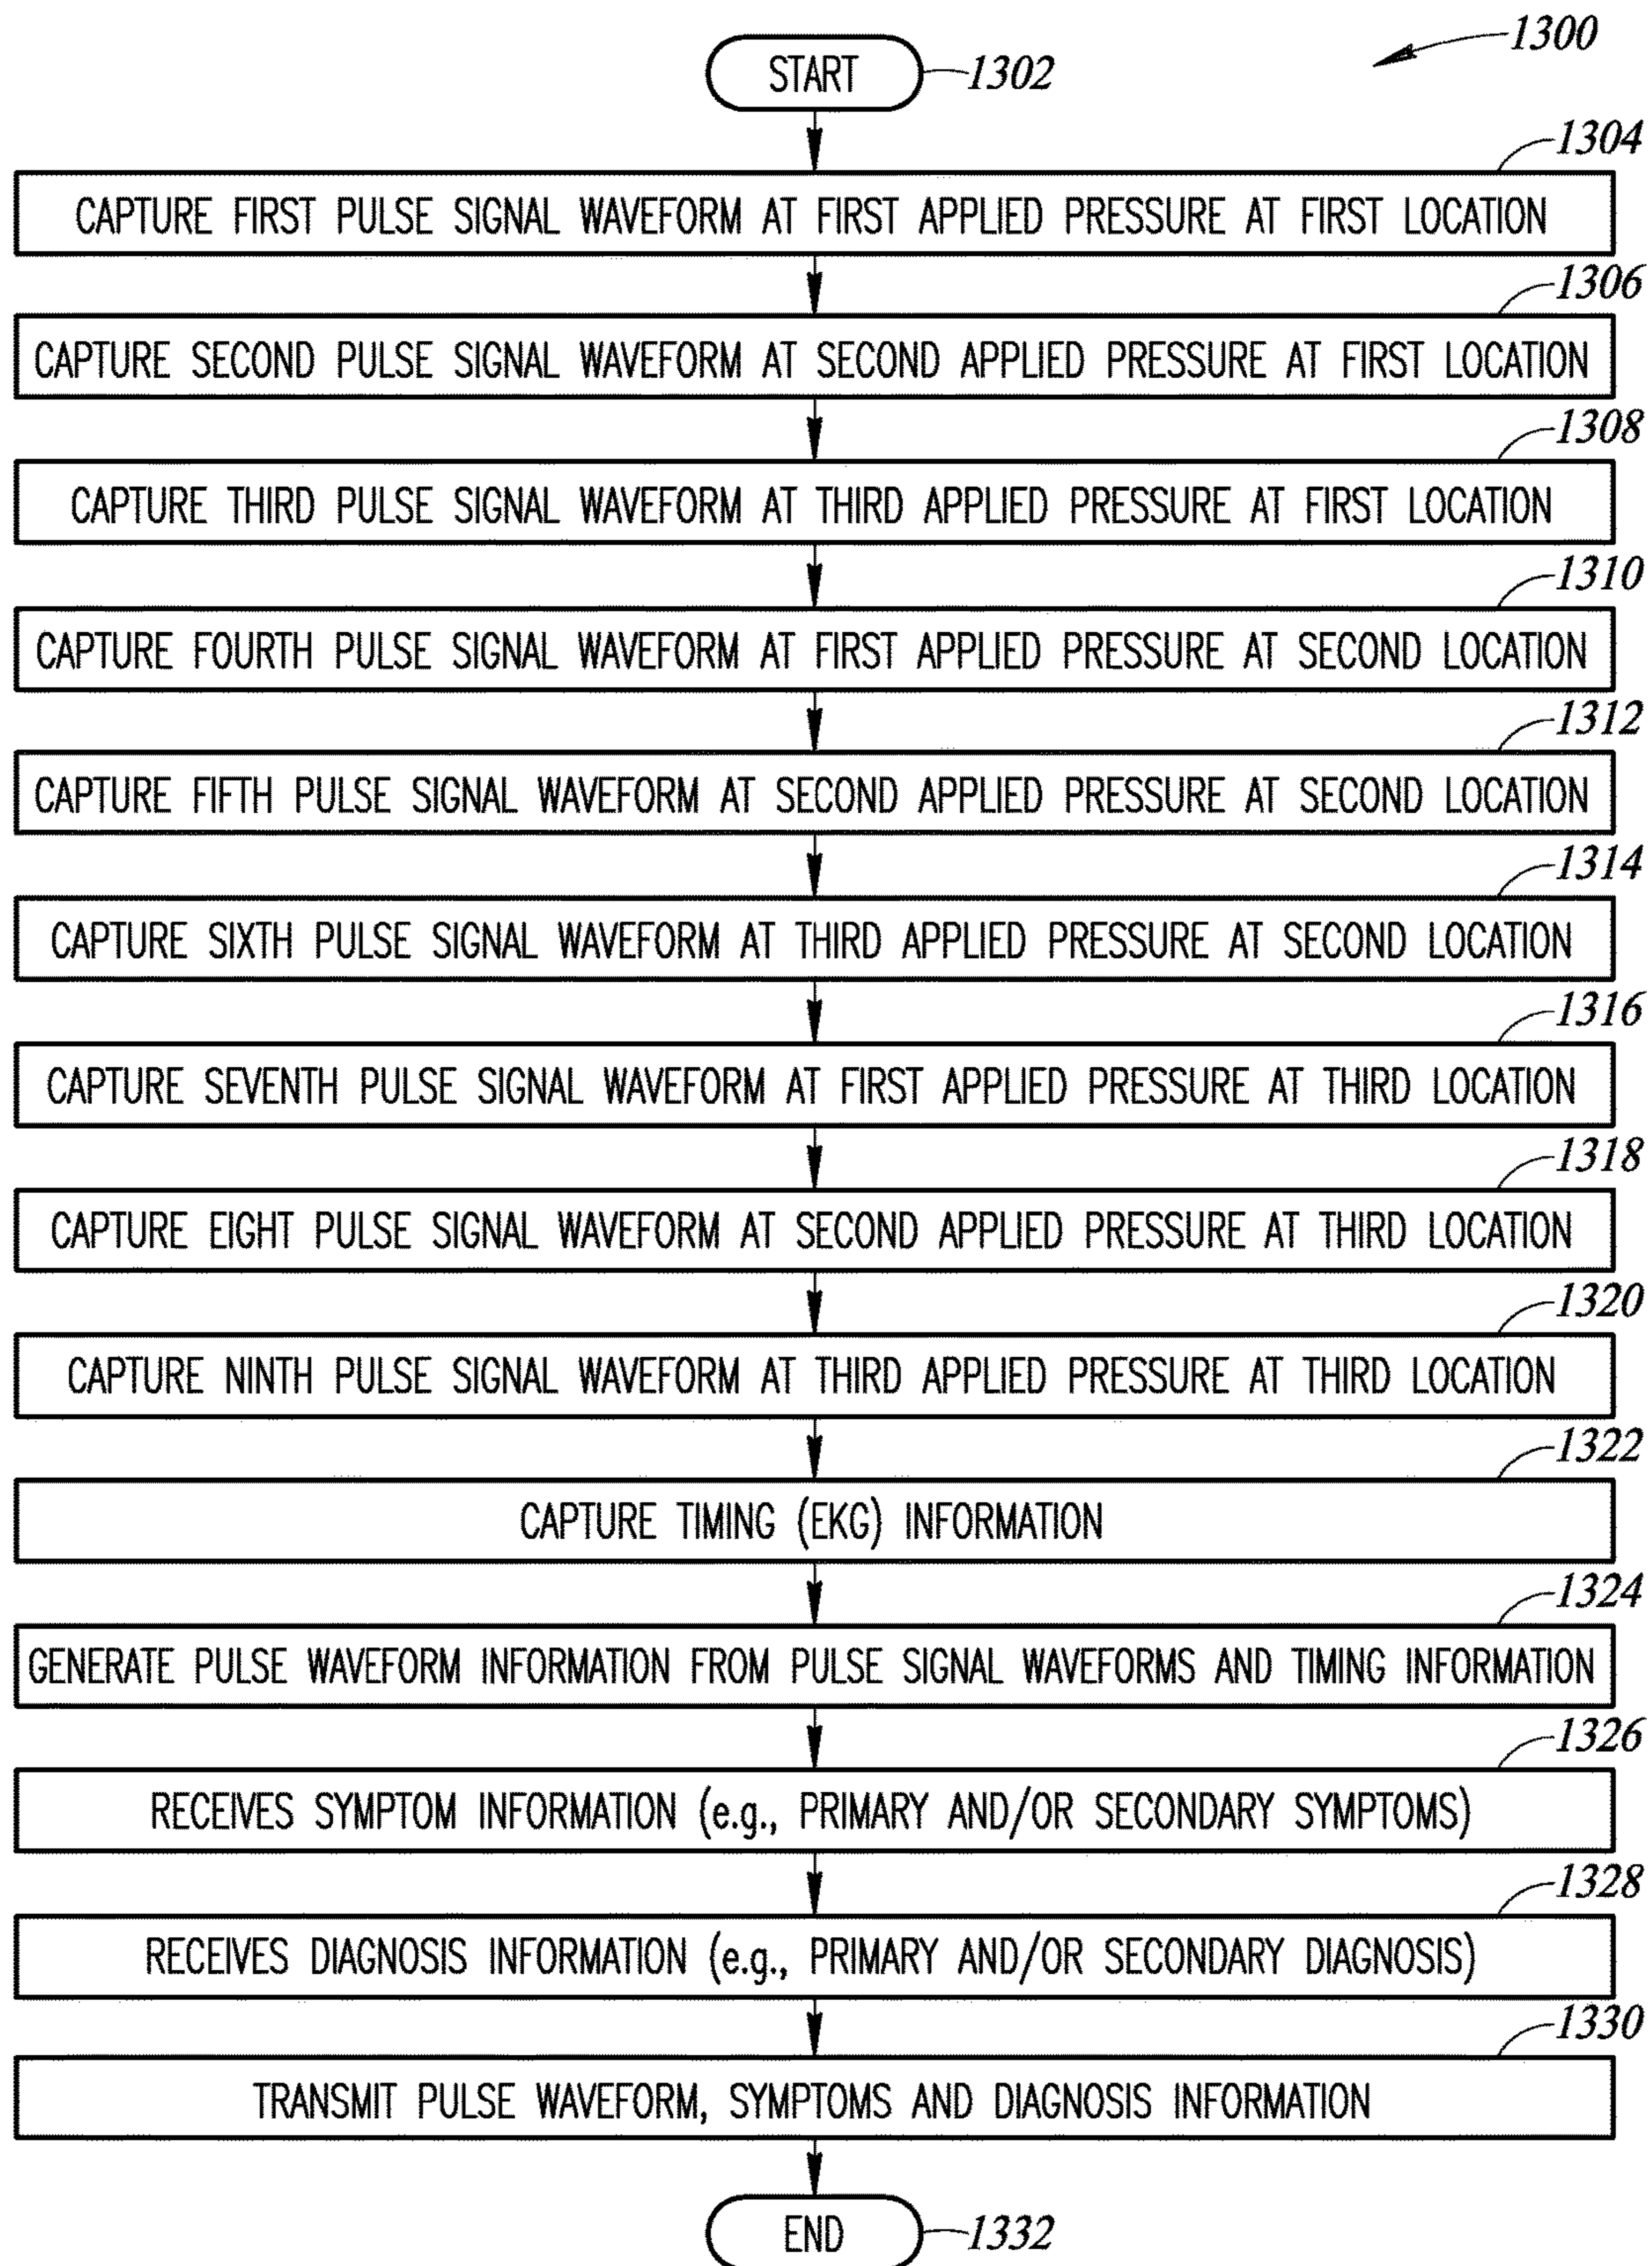 1300
START
1302
1304
CAPTURE FIRST PULSE SIGNAL WAVEFORM AT FIRST APPLIED PRESSURE AT FIRST LOCATION
1306
CAPTURE SECOND PULSE SIGNAL WAVEFORM AT SECOND APPLIED PRESSURE AT FIRST LOCATION
1308
CAPTURE THIRD PULSE SIGNAL WAVEFORM AT THIRD APPLIED PRESSURE AT FIRST LOCATION
1310
CAPTURE FOURTH PULSE SIGNAL WAVEFORM AT FIRST APPLIED PRESSURE AT SECOND LOCATION
1312
CAPTURE FIFTH PULSE SIGNAL WAVEFORM AT SECOND APPLIED PRESSURE AT SECOND LOCATION
1314
CAPTURE SIXTH PULSE SIGNAL WAVEFORM AT THIRD APPLIED PRESSURE AT SECOND LOCATION
1316
CAPTURE SEVENTH PULSE SIGNAL WAVEFORM AT FIRST APPLIED PRESSURE AT THIRD LOCATION
1318
CAPTURE EIGHT PULSE SIGNAL WAVEFORM AT SECOND APPLIED PRESSURE AT THIRD LOCATION
1320
CAPTURE NINTH PULSE SIGNAL WAVEFORM AT THIRD APPLIED PRESSURE AT THIRD LOCATION
1322
CAPTURE TIMING (EKG) INFORMATION
1324
GENERATE PULSE WAVEFORM INFORMATION FROM PULSE SIGNAL WAVEFORMS AND TIMING INFORMATION
1326
RECEIVES SYMPTOM INFORMATION (e.g., PRIMARY AND/OR SECONDARY SYMPTOMS)
1328
RECEIVES DIAGNOSIS INFORMATION (e.g., PRIMARY AND/OR SECONDARY DIAGNOSIS)
1330
TRANSMIT PULSE WAVEFORM, SYMPTOMS AND DIAGNOSIS INFORMATION
END
1332